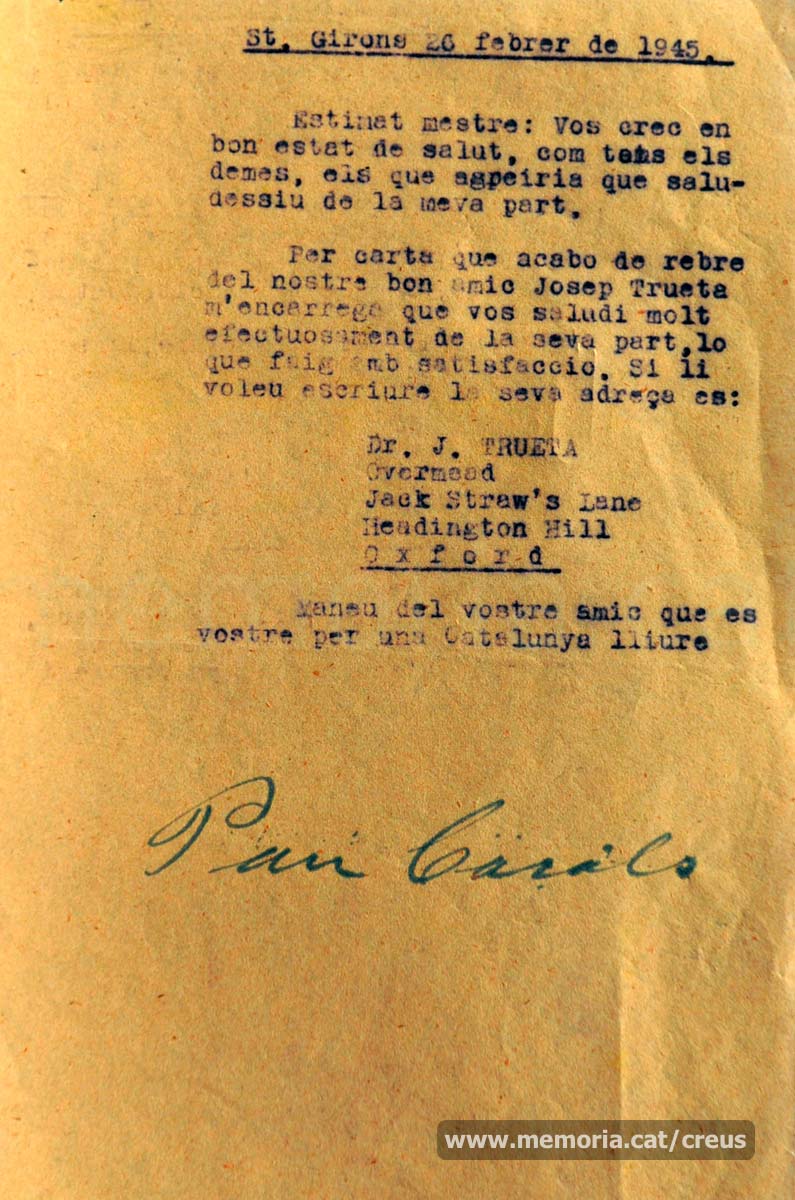 St. Girons 26 febrer de 1945.
Estimat mestre: Vos crec en
bon estat de salut, com tots els
demes, els que agpeiria que salu-
dessiu de la meva part.
Per carta que acabo de rebre
del nostre bon amic Josep Trueta
m'encarrega que vos saludi molt
efectuosament de la seva part,lo
que faig amb satisfaccio. Si li
voleu escriure la seva adreça es:
Dr. J. TRUETA
Overmead
Jack Straw's Lane
Headington Hill
O x f o r d
Maneu del vostre amic que es
vostre per una Catalunya lliure
Pau Casals
www.memoria.cat/creus